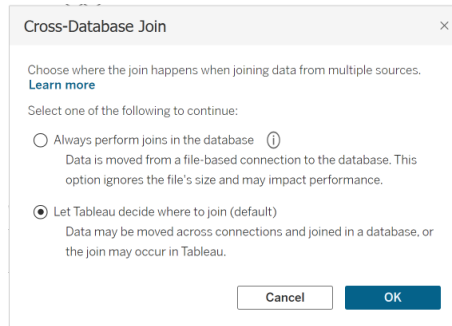 Cross-Database Join
Choose where the join happens when joining data from multiple sources.
Learn more
Select one of the following to continue:
Always perform joins in the database
Data is moved from a file-based connection to the database. This
option ignores the file's size and may impact performance.
Let Tableau decide where to join (default)
Data may be moved across connections and joined in a database, or
the join may occur in Tableau.
Cancel OK